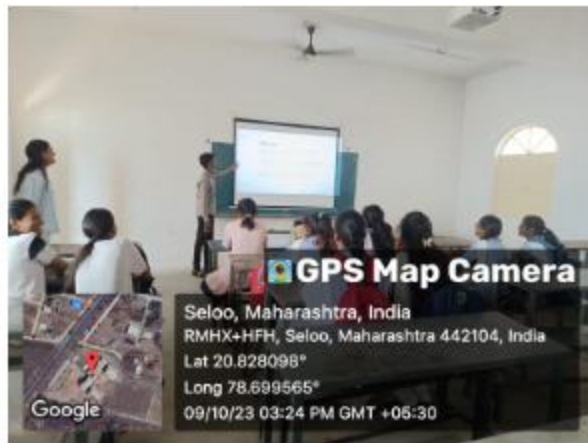 GPS Map Camera
Seloo, Maharashtra, India
RMHX+HFH, Seloo, Maharashtra 442104, India
Lat 20.828098°
Long 78.699565°
09/10/23 03:24 PM GMT +05:30
Google